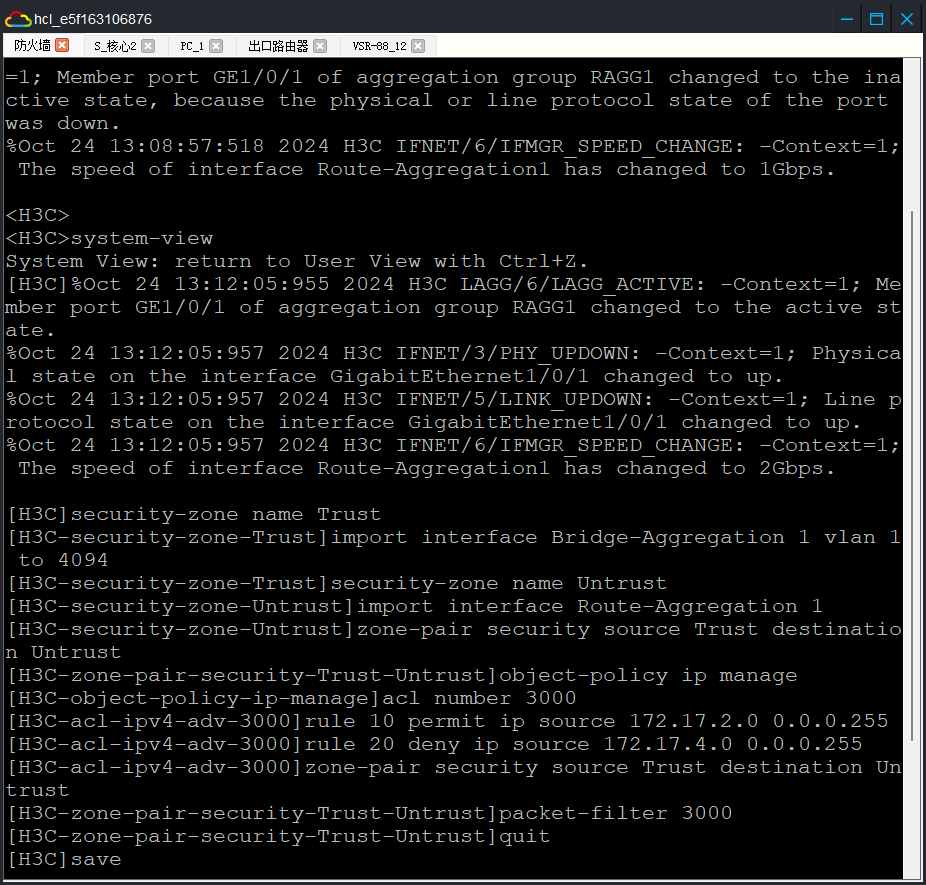 hcl_e5f163106876
防火墙 S_核心2 PC_1 出口路由器 VSR-88_12
=1; Member port GE1/0/1 of aggregation group RAGG1 changed to the ina
ctive state, because the physical or line protocol state of the port
was down.
%Oct 24 13:08:57:518 2024 H3C IFNET/6/IFMGR_SPEED_CHANGE: -Context=1;
 The speed of interface Route-Aggregation1 has changed to 1Gbps.
<H3C>
<H3C>system-view
System View: return to User View with Ctrl+Z.
[H3C]%Oct 24 13:12:05:955 2024 H3C LAGG/6/LAGG_ACTIVE: -Context=1; Me
mber port GE1/0/1 of aggregation group RAGG1 changed to the active st
ate.
%Oct 24 13:12:05:957 2024 H3C IFNET/3/PHY_UPDOWN: -Context=1; Physica
l state on the interface GigabitEthernet1/0/1 changed to up.
%Oct 24 13:12:05:957 2024 H3C IFNET/5/LINK_UPDOWN: -Context=1; Line p
rotocol state on the interface GigabitEthernet1/0/1 changed to up.
%Oct 24 13:12:05:957 2024 H3C IFNET/6/IFMGR_SPEED_CHANGE: -Context=1;
 The speed of interface Route-Aggregation1 has changed to 2Gbps.
[H3C]security-zone name Trust
[H3C-security-zone-Trust]import interface Bridge-Aggregation 1 vlan 1
 to 4094
[H3C-security-zone-Trust]security-zone name Untrust
[H3C-security-zone-Untrust]import interface Route-Aggregation 1
[H3C-security-zone-Untrust]zone-pair security source Trust destinatio
n Untrust
[H3C-zone-pair-security-Trust-Untrust]object-policy ip manage
[H3C-object-policy-ip-manage]acl number 3000
[H3C-acl-ipv4-adv-3000]rule 10 permit ip source 172.17.2.0 0.0.0.255
[H3C-acl-ipv4-adv-3000]rule 20 deny ip source 172.17.4.0 0.0.0.255
[H3C-acl-ipv4-adv-3000]zone-pair security source Trust destination Un
trust
[H3C-zone-pair-security-Trust-Untrust]packet-filter 3000
[H3C-zone-pair-security-Trust-Untrust]quit
[H3C]save